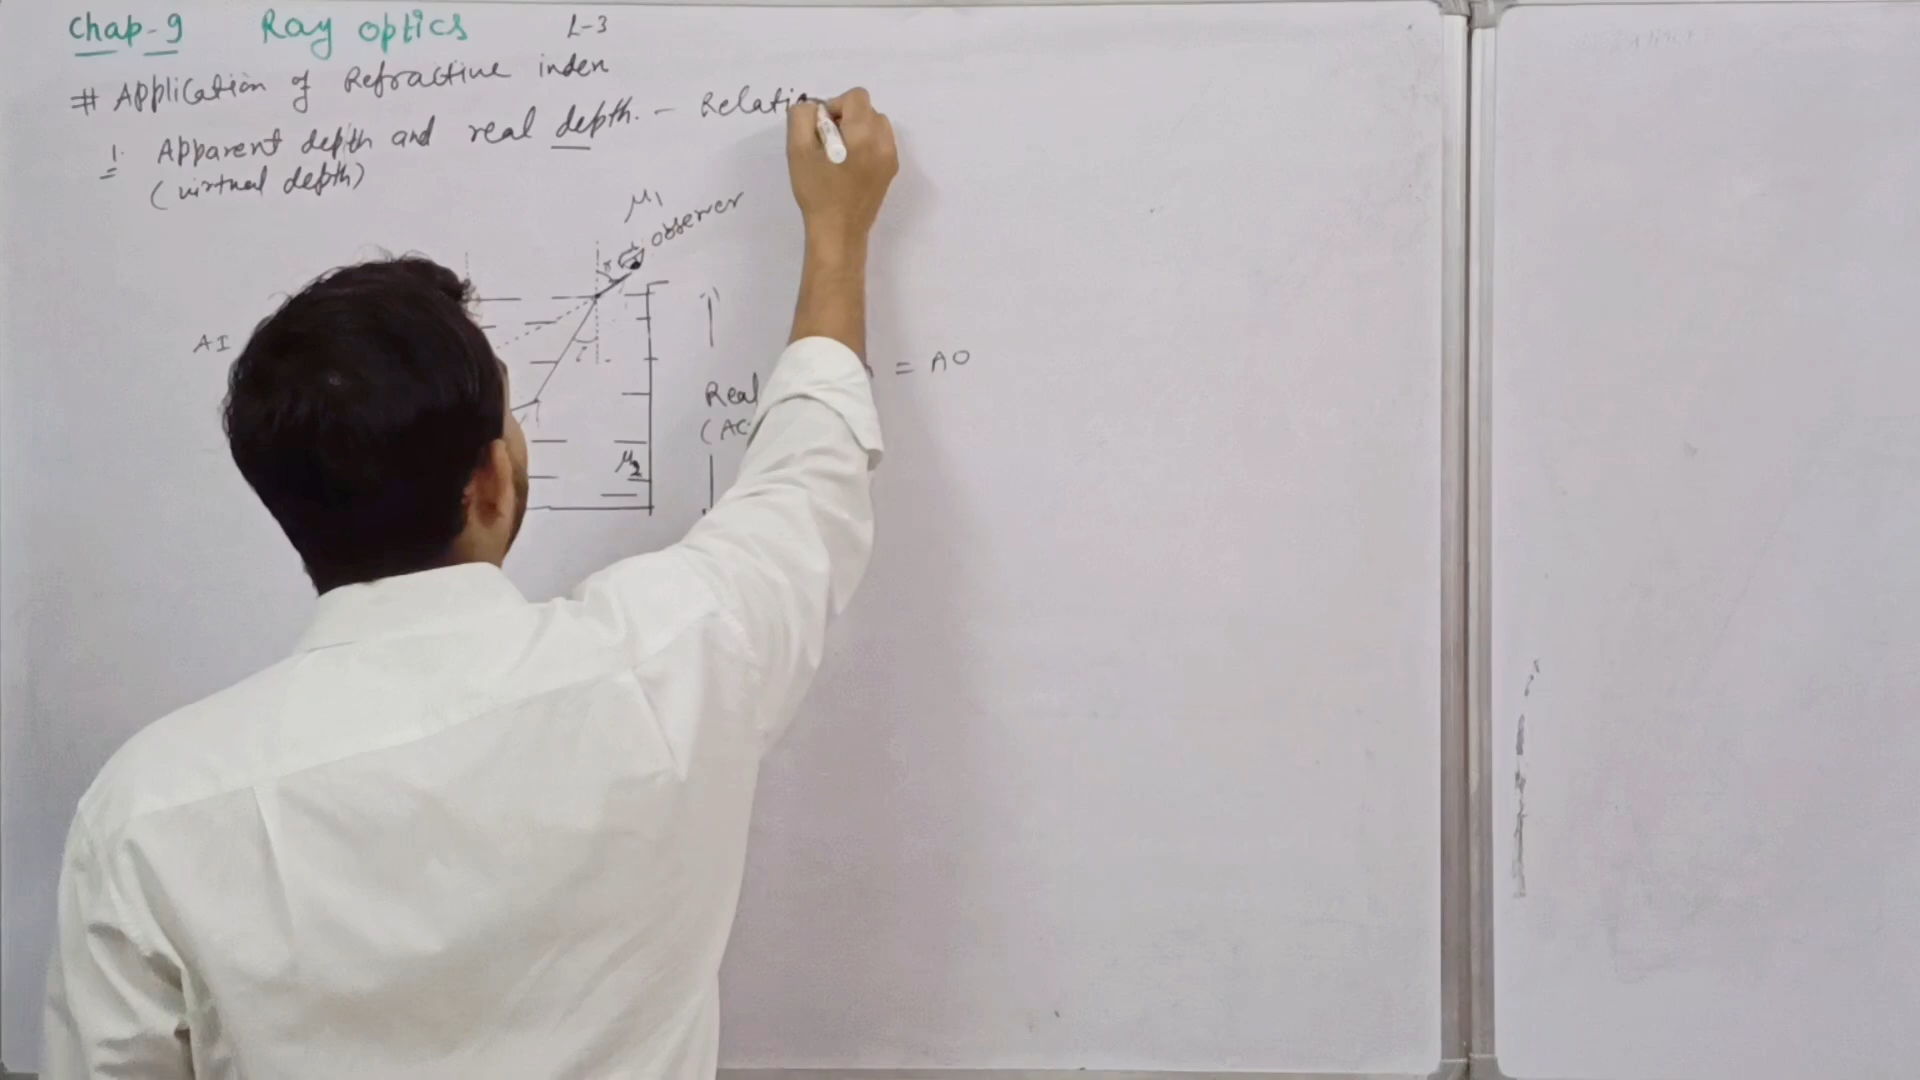 Chap-9 Ray optics L-3
# Application of Refractive inden
1. Apparent depth and real depth. - Relatio
(virtual depth)
μ1
observer
r
AI
i
Real = AO
(AO
μ2